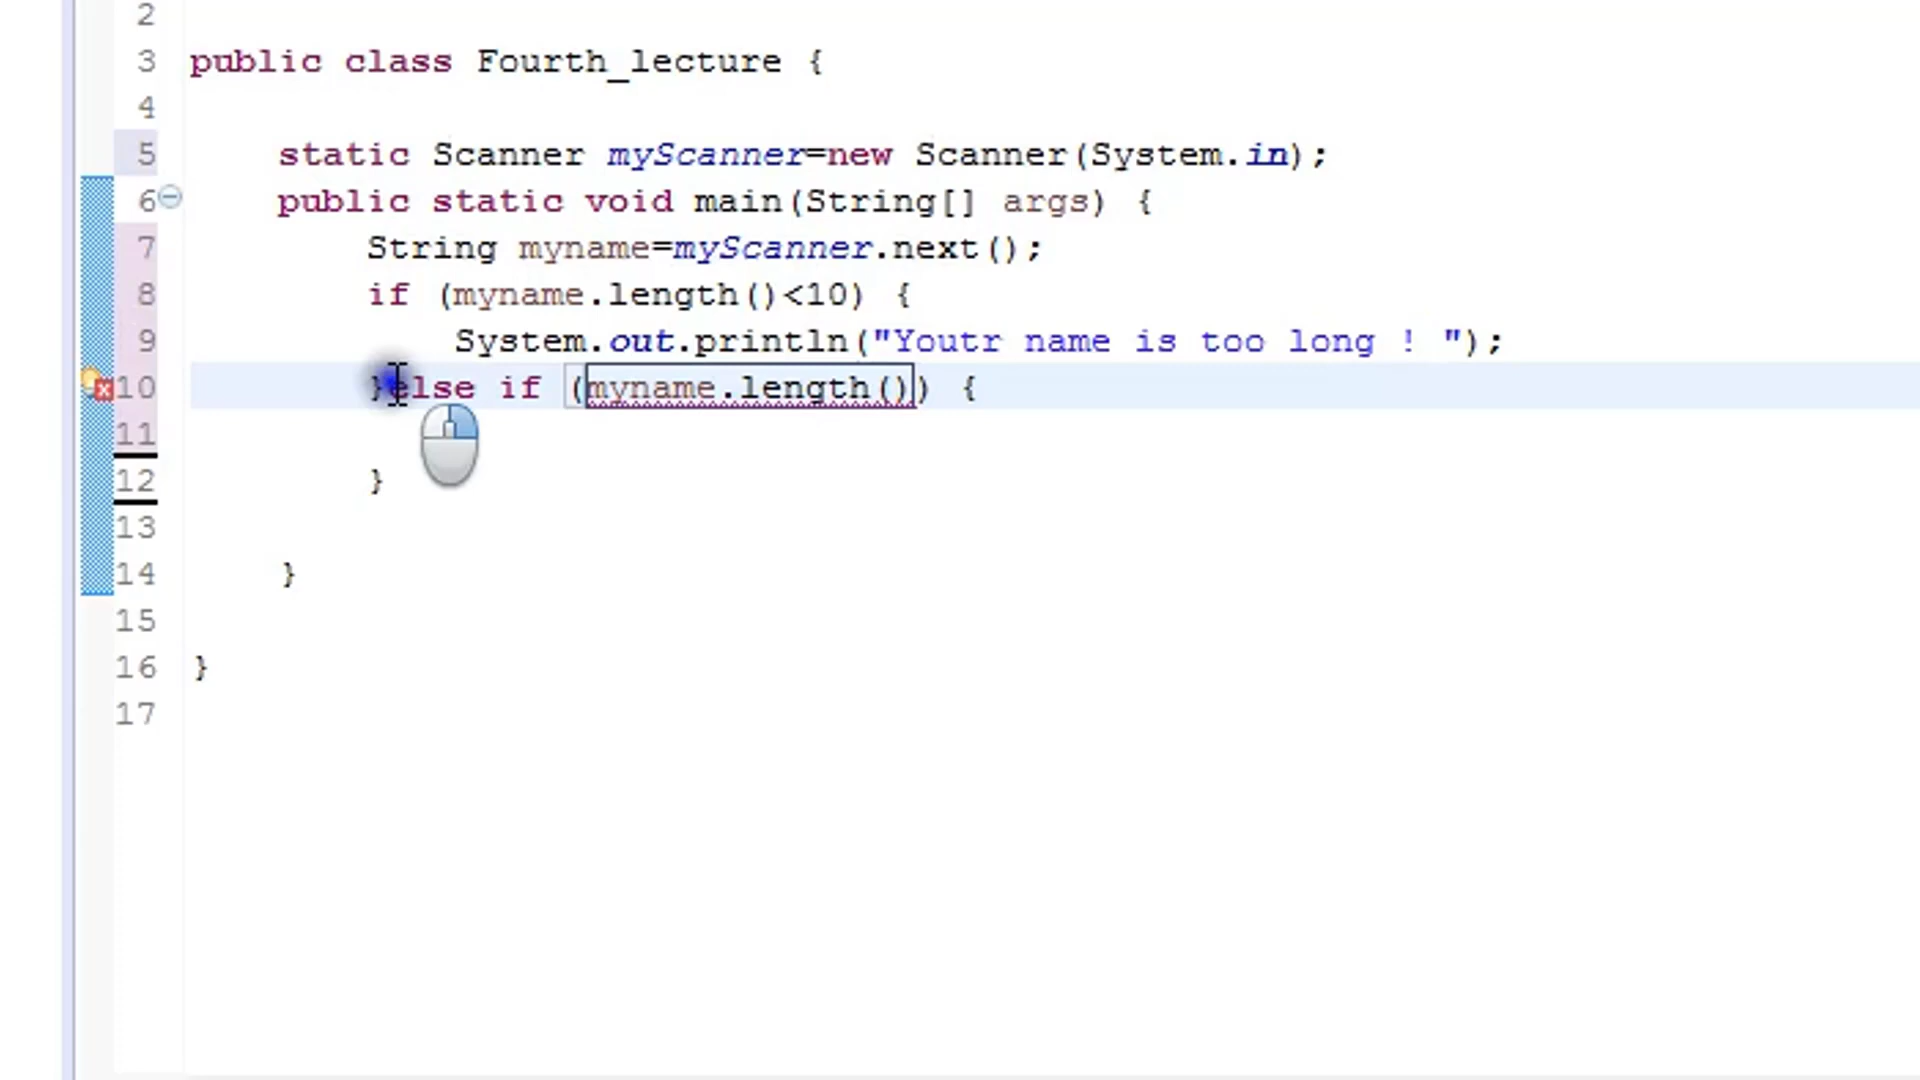 2
3 public class Fourth_lecture {
4
5 static Scanner myScanner=new Scanner(System.in);
6 public static void main(String[] args) {
7 String myname=myScanner.next();
8 if (myname.length()<10) {
9 System.out.println("Youtr name is too long ! ");
10 }else if (myname.length()) {
11
12 }
13
14 }
15
16 }
17